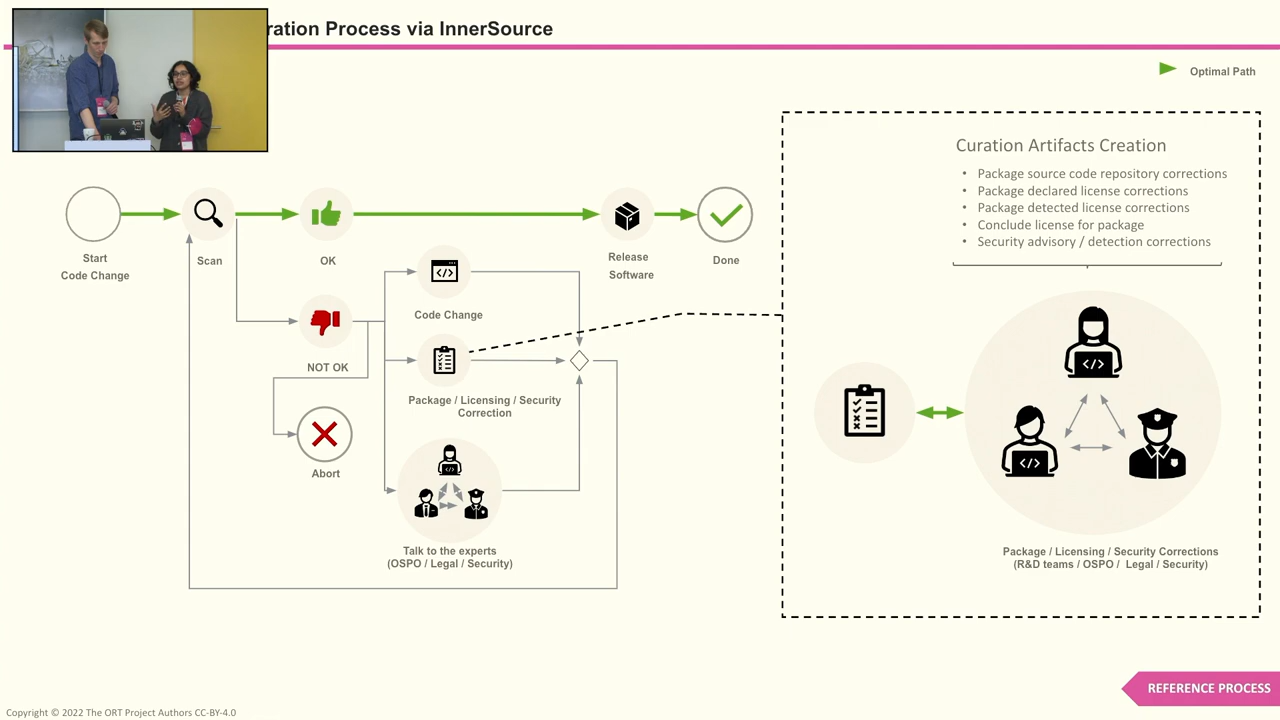 ration Process via InnerSource
Optimal Path
Curation Artifacts Creation
• Package source code repository corrections
• Package declared license corrections
• Package detected license corrections
• Conclude license for package
• Security advisory / detection corrections
Start
Code Change
Scan
OK
Release
Software
Done
</>
Code Change
NOT OK
Package / Licensing / Security
Correction
Abort
</>
</>
</>
Talk to the experts
(OSPO / Legal / Security)
Package / Licensing / Security Corrections
(R&D teams / OSPO / Legal / Security)
REFERENCE PROCESS
Copyright © 2022 The ORT Project Authors CC-BY-4.0